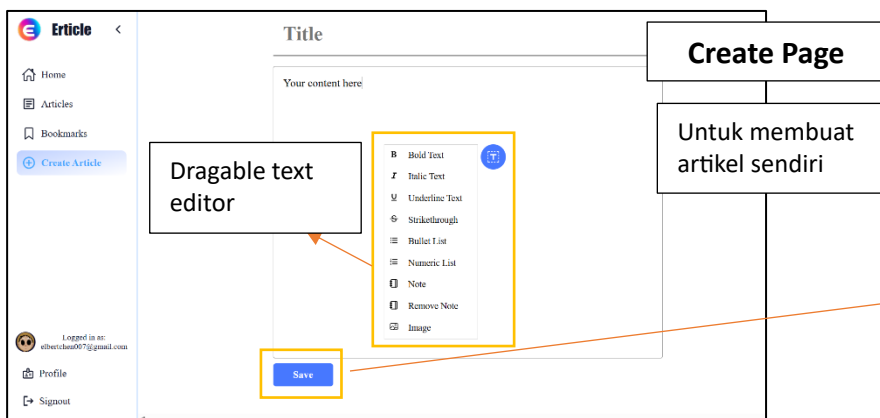 Erticle
Home
Articles
Bookmarks
Create Article
Logged in as:
elbertchen007@gmail.com
Profile
Signout
Title
Your content here
Dragable text
editor
B Bold Text
I Italic Text
U Underline Text
S Strikethrough
Bullet List
Numeric List
Note
Remove Note
Image
T
Save
Create Page
Untuk membuat
artikel sendiri